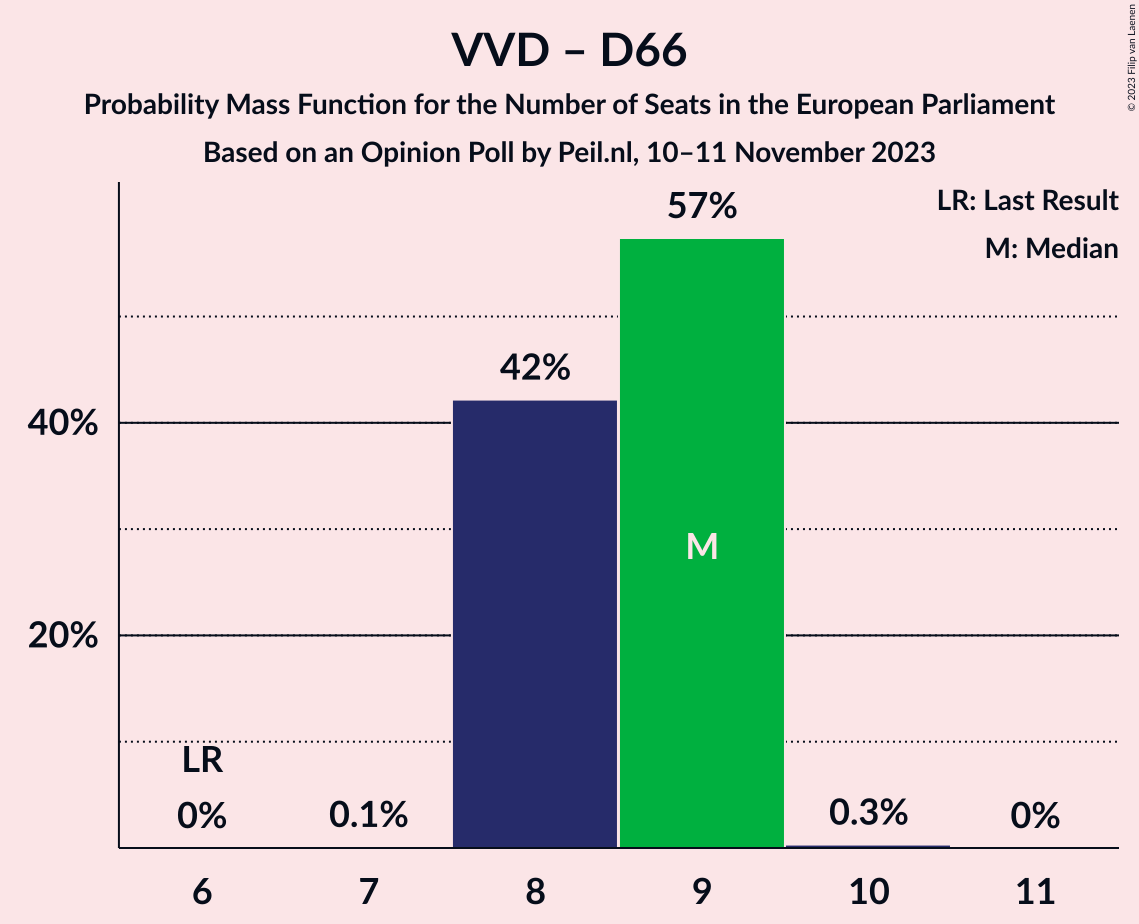 VVD – D66
Probability Mass Function for the Number of Seats in the European Parliament
Based on an Opinion Poll by Peil.nl, 10–11 November 2023
© 2023 Filip van Laenen
LR: Last Result
M: Median
57%
42%
40%
M
20%
LR
0%
0.1%
0.3%
0%
6
7
8
9
10
11